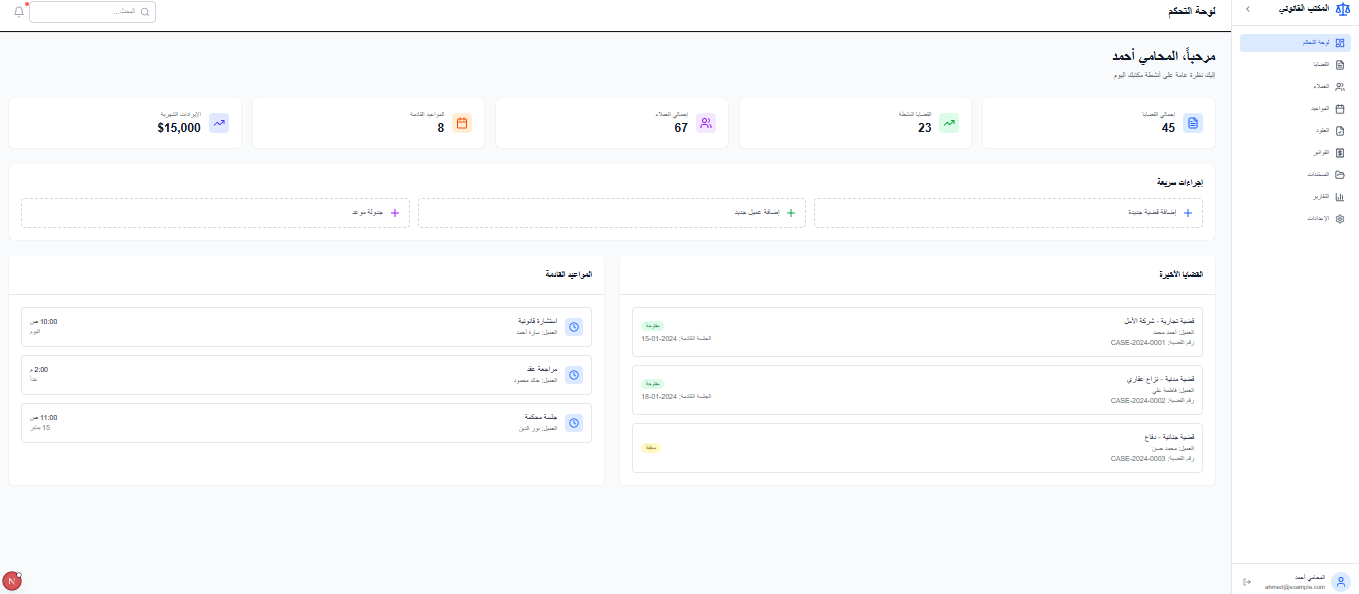 المكتب القانوني
لوحة التحكم
القضايا
العملاء
المواعيد
العقود
الفواتير
المستندات
التقارير
الإعدادات
المحامي أحمد
ahmed@example.com
لوحة التحكم
البحث...
مرحباً، المحامي أحمد
إليك نظرة عامة على أنشطة مكتبك اليوم
إجمالي القضايا
45
القضايا النشطة
23
إجمالي العملاء
67
المواعيد القادمة
8
الإيرادات الشهرية
$15,000
إجراءات سريعة
إضافة قضية جديدة
إضافة عميل جديد
جدولة موعد
القضايا الأخيرة
قضية تجارية - شركة الأمل
العميل: أحمد محمد
رقم القضية: CASE-2024-0001
مفتوحة
الجلسة القادمة: 2024-01-15
قضية مدنية - نزاع عقاري
العميل: فاطمة علي
رقم القضية: CASE-2024-0002
مفتوحة
الجلسة القادمة: 2024-01-18
قضية جنائية - دفاع
العميل: محمد حسن
رقم القضية: CASE-2024-0003
معلقة
المواعيد القادمة
استشارة قانونية
العميل: سارة أحمد
10:00 ص
اليوم
مراجعة عقد
العميل: خالد محمود
2:00 م
غداً
جلسة محكمة
العميل: نور الدين
11:00 ص
15 يناير
N